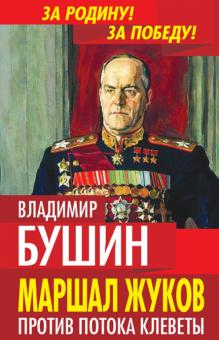 ЗА РОДИНУ!
ЗА ПОБЕДУ!
ВЛАДИМИР
БУШИН
МАРШАЛ ЖУКОВ
ПРОТИВ ПОТОКА КЛЕВЕТЫ